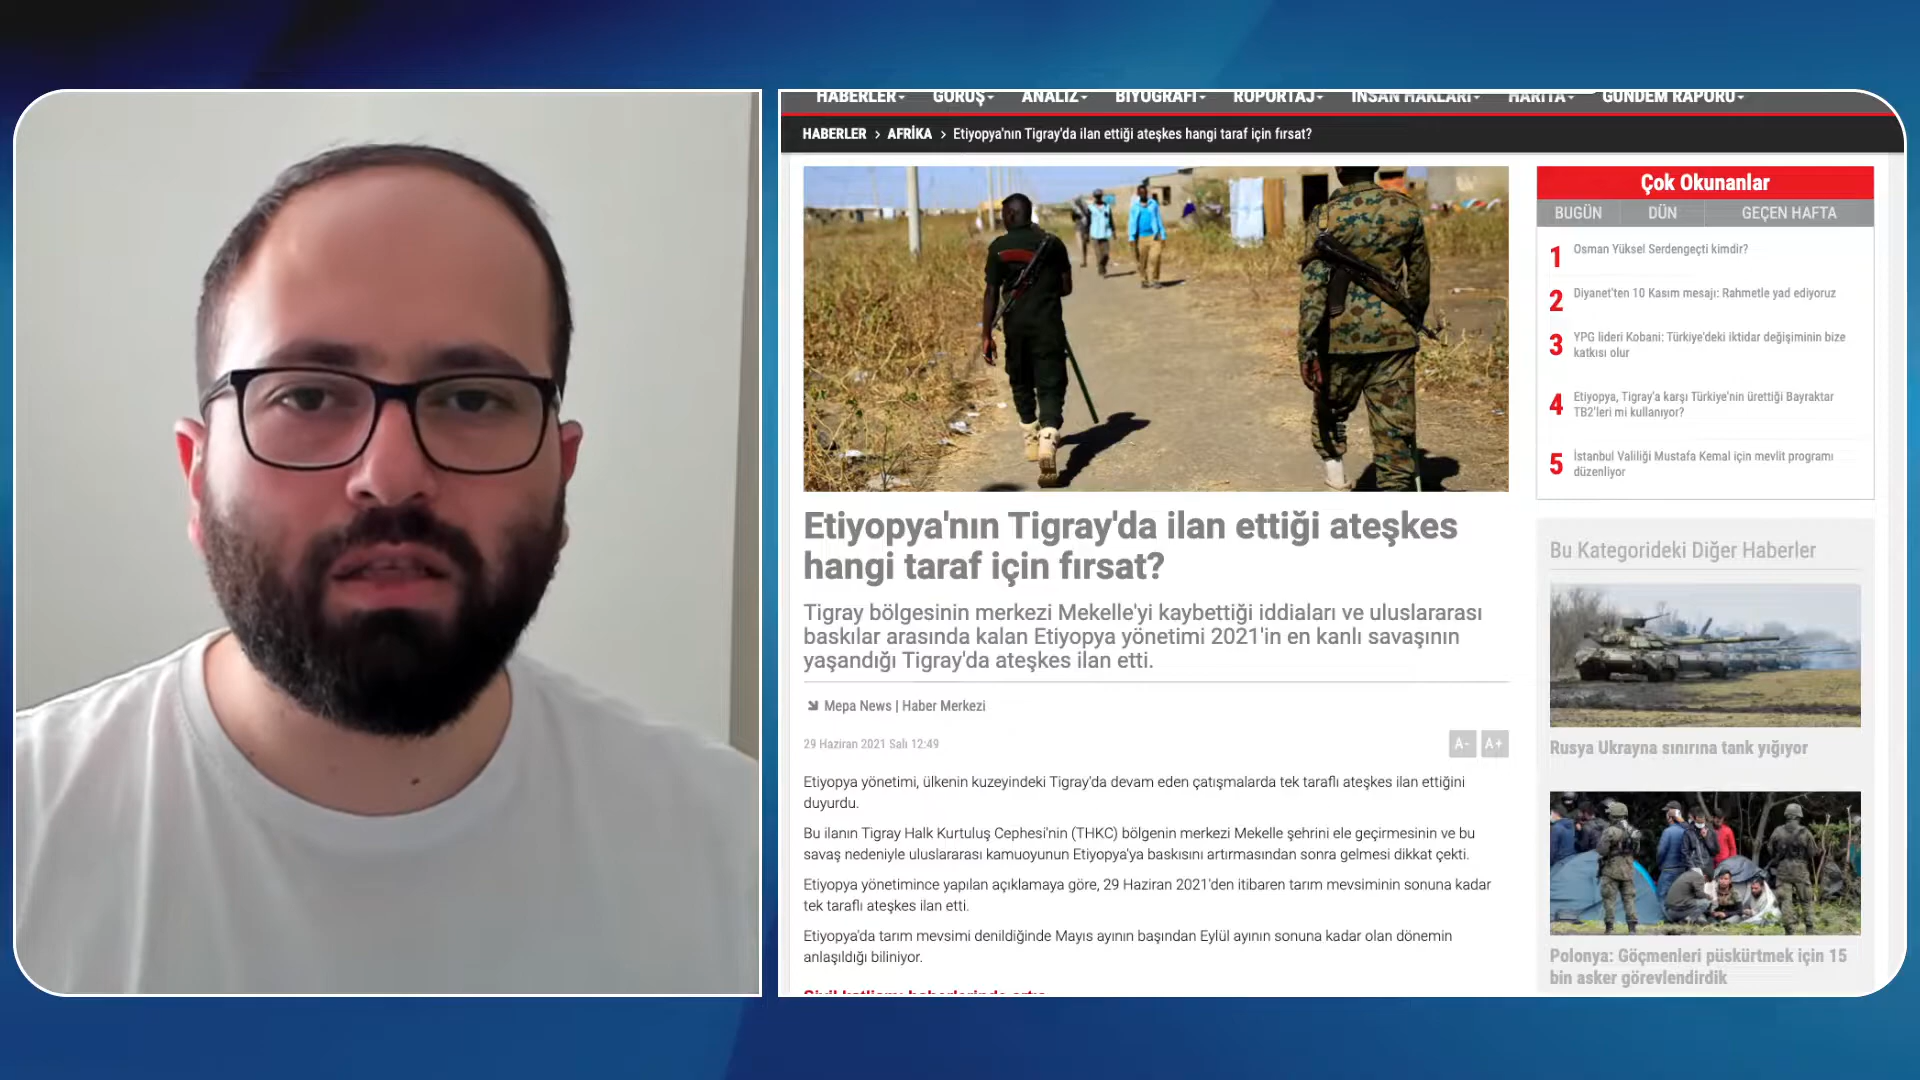 HABERLER GÖRÜŞ ANALİZ BİYOGRAFİ RÖPORTAJ İNSAN HAKLARI HARİTA GÜNDEM RAPORU
HABERLER > AFRİKA > Etiyopya'nın Tigray'da ilan ettiği ateşkes hangi taraf için fırsat?
Etiyopya'nın Tigray'da ilan ettiği ateşkes
hangi taraf için fırsat?
Tigray bölgesinin merkezi Mekelle'yi kaybettiği iddiaları ve uluslararası
baskılar arasında kalan Etiyopya yönetimi 2021'in en kanlı savaşının
yaşandığı Tigray'da ateşkes ilan etti.
Mepa News | Haber Merkezi
29 Haziran 2021 Salı 12:49
A- A+
Etiyopya yönetimi, ülkenin kuzeyindeki Tigray'da devam eden çatışmalarda tek taraflı ateşkes ilan ettiğini
duyurdu.
Bu ilanın Tigray Halk Kurtuluş Cephesi'nin (THKC) bölgenin merkezi Mekelle şehrini ele geçirmesinin ve bu
savaş nedeniyle uluslararası kamuoyunun Etiyopya'ya baskısını artırmasından sonra gelmesi dikkat çekti.
Etiyopya yönetimince yapılan açıklamaya göre, 29 Haziran 2021'den itibaren tarım mevsiminin sonuna kadar
tek taraflı ateşkes ilan etti.
Etiyopya'da tarım mevsimi denildiğinde Mayıs ayının başından Eylül ayının sonuna kadar olan dönemin
anlaşıldığı biliniyor.
Çok Okunanlar
BUGÜN DÜN GEÇEN HAFTA
1 Osman Yüksel Serdengeçti kimdir?
2 Diyanet'ten 10 Kasım mesajı: Rahmetle yad ediyoruz
3 YPG lideri Kobani: Türkiye'deki iktidar değişiminin bize
katkısı olur
4 Etiyopya, Tigray'a karşı Türkiye'nin ürettiği Bayraktar
TB2'leri mi kullanıyor?
5 İstanbul Valiliği Mustafa Kemal için mevlit programı
düzenliyor
Bu Kategorideki Diğer Haberler
Rusya Ukrayna sınırına tank yığıyor
Polonya: Göçmenleri püskürtmek için 15
bin asker görevlendirdik